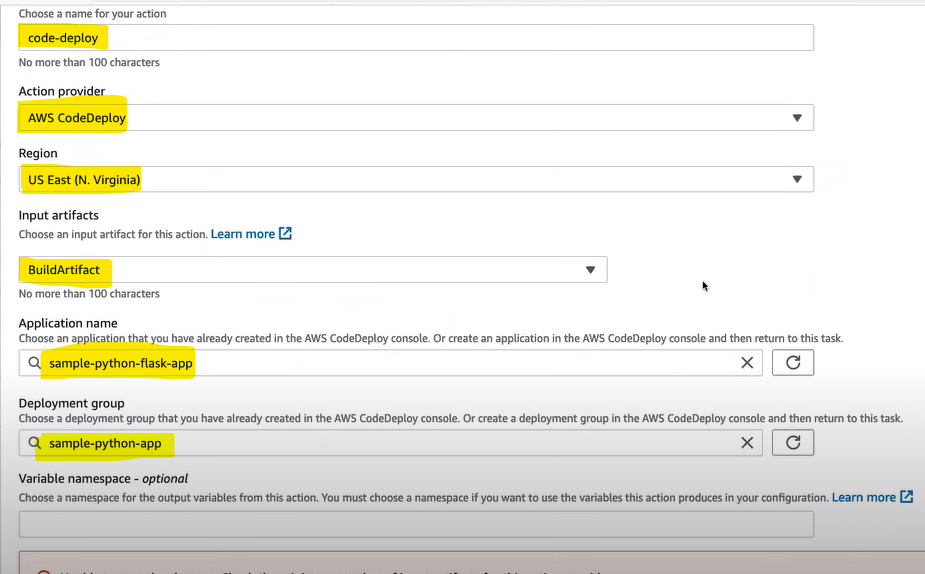 Choose a name for your action
code-deploy
No more than 100 characters
Action provider
AWS CodeDeploy
Region
US East (N. Virginia)
Input artifacts
Choose an input artifact for this action. Learn more
BuildArtifact
No more than 100 characters
Application name
Choose an application that you have already created in the AWS CodeDeploy console. Or create an application in the AWS CodeDeploy console and then return to this task.
sample-python-flask-app
Deployment group
Choose a deployment group that you have already created in the AWS CodeDeploy console. Or create a deployment group in the AWS CodeDeploy console and then return to this task.
sample-python-app
Variable namespace - optional
Choose a namespace for the output variables from this action. You must choose a namespace if you want to use the variables this action produces in your configuration. Learn more